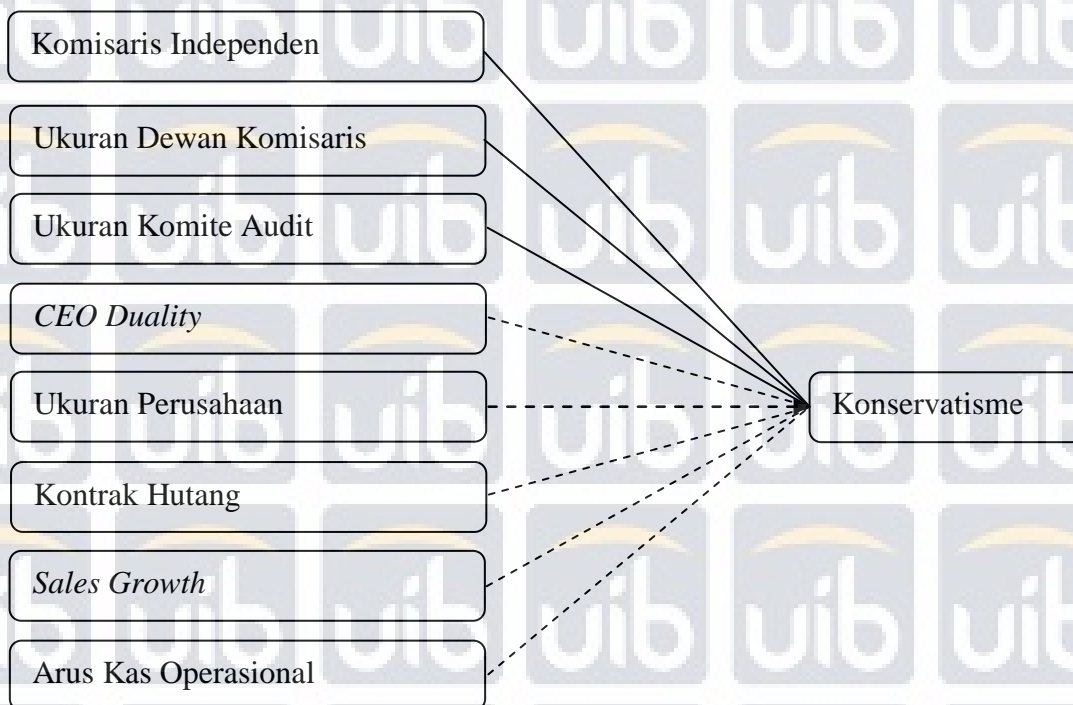 Komisaris Independen
Ukuran Dewan Komisaris
Ukuran Komite Audit
CEO Duality
Ukuran Perusahaan
Konservatisme
Kontrak Hutang
Sales Growth
Arus Kas Operasional